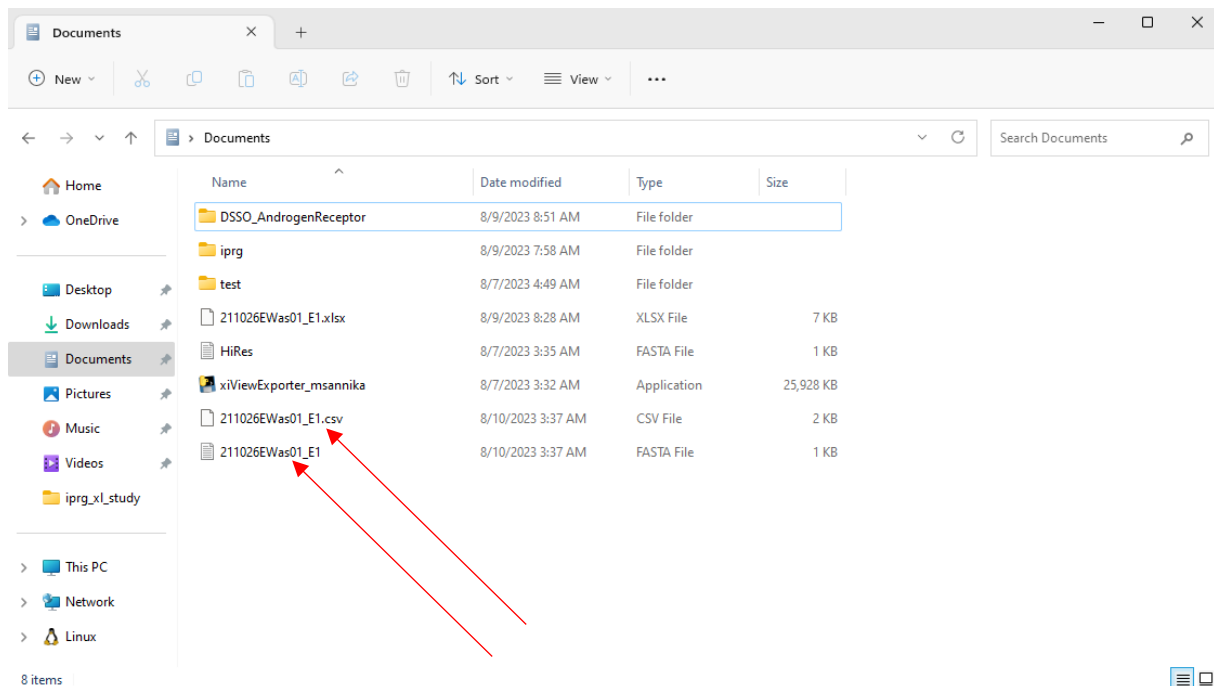 Documents
New
Sort
View
Documents
Search Documents
Home
OneDrive
Desktop
Downloads
Documents
Pictures
Music
Videos
iprg_xl_study
This PC
Network
Linux
Name Date modified Type Size
DSSO_AndrogenReceptor 8/9/2023 8:51 AM File folder
iprg 8/9/2023 7:58 AM File folder
test 8/7/2023 4:49 AM File folder
211026EWas01_E1.xlsx 8/9/2023 8:28 AM XLSX File 7 KB
HiRes 8/7/2023 3:35 AM FASTA File 1 KB
xiViewExporter_msannika 8/7/2023 3:32 AM Application 25,928 KB
211026EWas01_E1.csv 8/10/2023 3:37 AM CSV File 2 KB
211026EWas01_E1 8/10/2023 3:37 AM FASTA File 1 KB
8 items